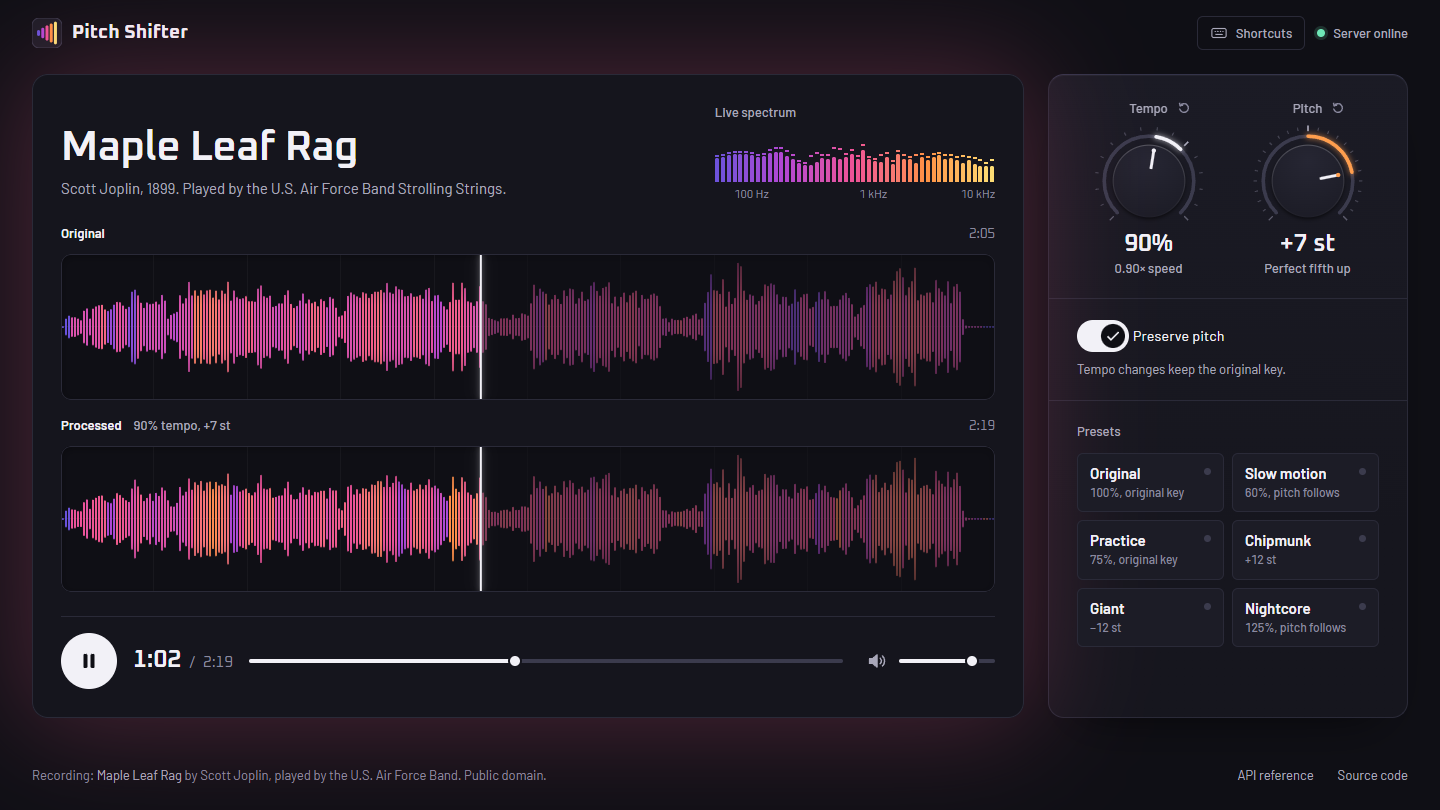 Pitch Shifter
Shortcuts
Server online
Maple Leaf Rag
Scott Joplin, 1899. Played by the U.S. Air Force Band Strolling Strings.
Live spectrum
100 Hz 1 kHz 10 kHz
Original 2:05
Processed 90% tempo, +7 st 2:19
1:02 / 2:19
Tempo
90%
0.90× speed
Pitch
+7 st
Perfect fifth up
Preserve pitch
Tempo changes keep the original key.
Presets
Original
100%, original key
Slow motion
60%, pitch follows
Practice
75%, original key
Chipmunk
+12 st
Giant
−12 st
Nightcore
125%, pitch follows
Recording: Maple Leaf Rag by Scott Joplin, played by the U.S. Air Force Band. Public domain.
API reference
Source code